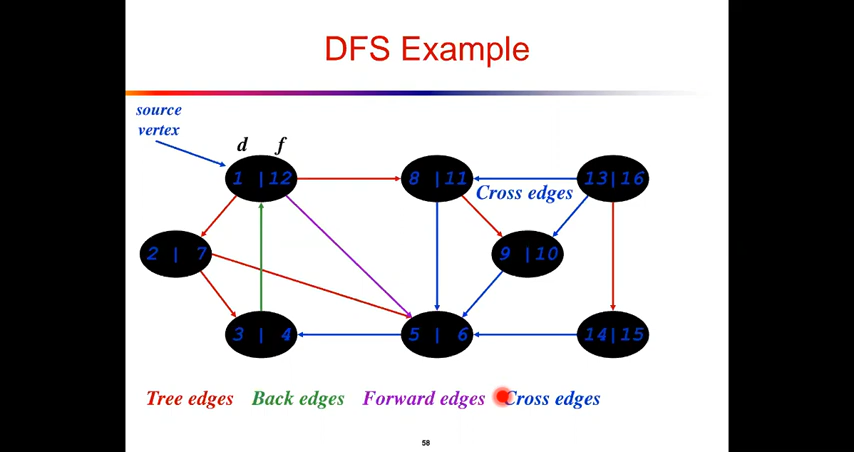 DFS Example
source
vertex
d f
1 |12
8 |11
13|16
Cross edges
2 | 7
9 |10
3 | 4
5 | 6
14|15
Tree edges Back edges Forward edges Cross edges
58